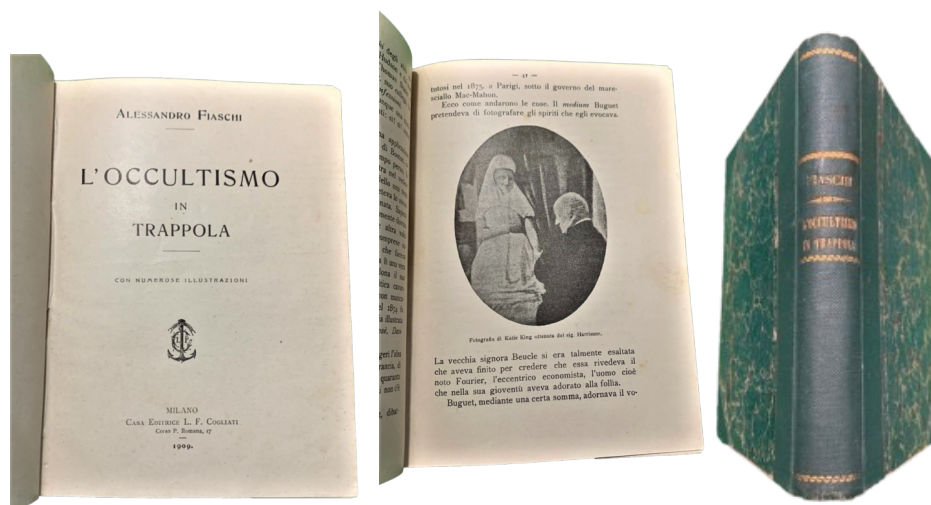 ALESSANDRO FIASCHI
L'OCCULTISMO
IN
TRAPPOLA
CON NUMEROSE ILLUSTRAZIONI
MILANO
CASA EDITRICE L. F. COGLIATI
Corso P. Romana, 17
1909.
— 51 —
tutosi nel 1875, a Parigi, sotto il governo del mare-
sciallo Mac-Mahon.
Ecco come andarono le cose. Il medium Buguet
pretendeva di fotografare gli spiriti che egli evocava.
Fotografia di Katie King ottenuta dal sig. Harrisson.
La vecchia signora Beucle si era talmente esaltata
che aveva finito per credere che essa rivedeva il
noto Fourier, l'eccentrico economista, l'uomo cioè
che nella sua gioventù aveva adorato alla follia.
Buguet, mediante una certa somma, adornava il vo-
FIASCHI
L'OCCULTISMO
IN TRAPPOLA